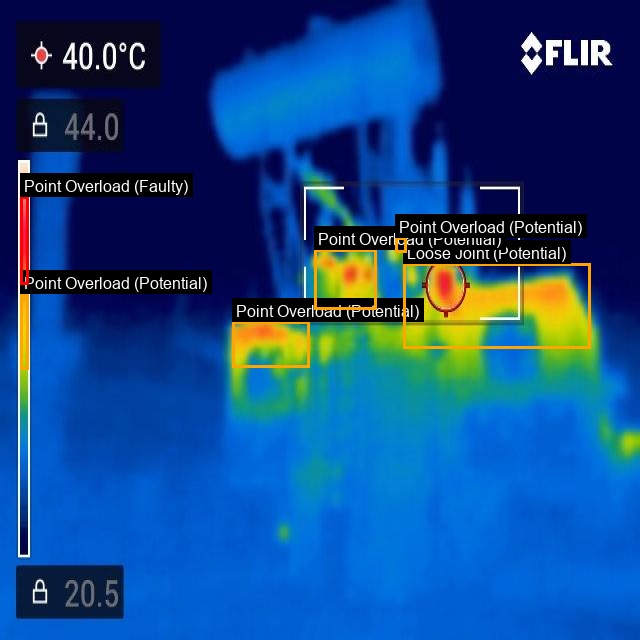 40.0°C
FLIR
44.0
Point Overload (Faulty)
Point Overload (Potential)
Point Overload (Potential)
Loose Joint (Potential)
Point Overload (Potential)
Point Overload (Potential)
20.5